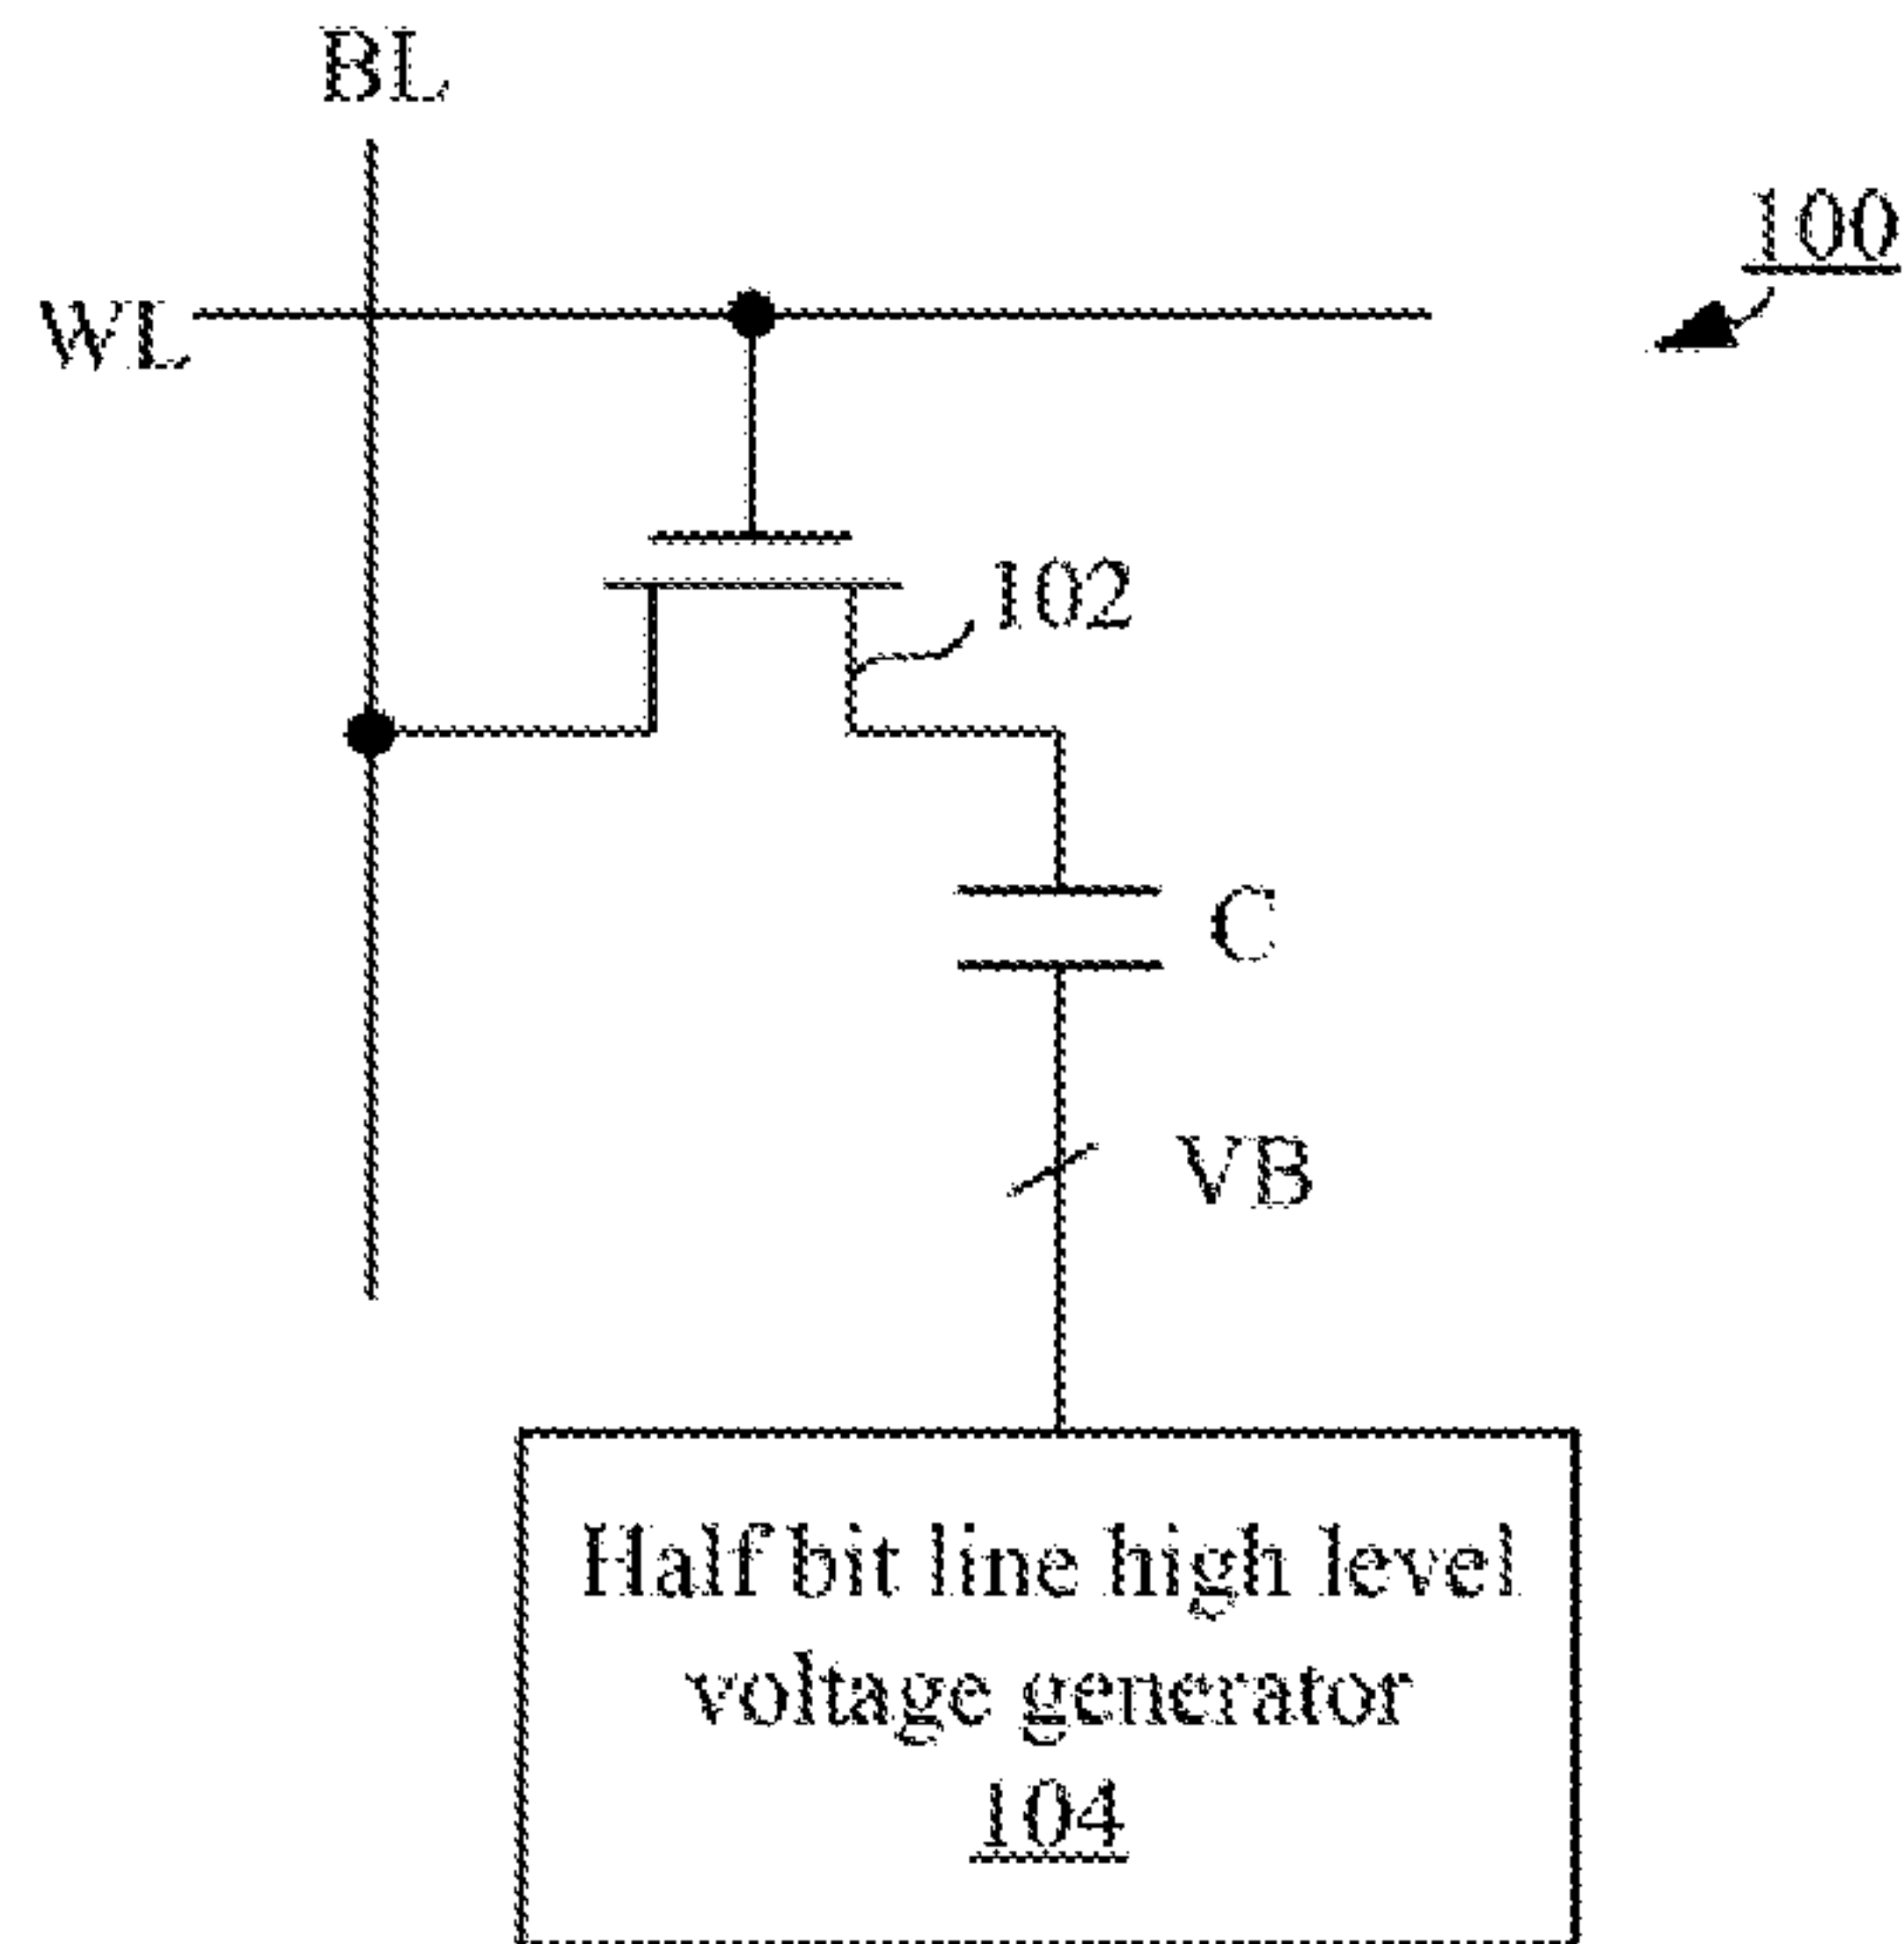 BL
100
WL
102
C
VB
Half bit line high level
voltage generator
104